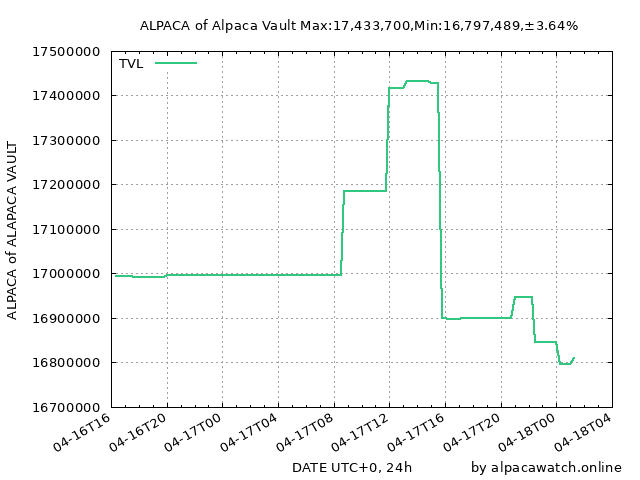 ALPACA of Alpaca Vault Max:17,433,700,Min:16,797,489,±3.64%
TVL
17500000
17400000
17300000
17200000
17100000
17000000
16900000
16800000
16700000
ALPACA of ALAPACA VAULT
04-16T16
04-16T20
04-17T00
04-17T04
04-17T08
04-17T12
04-17T16
04-17T20
04-18T00
04-18T04
DATE UTC+0, 24h
by alpacawatch.online